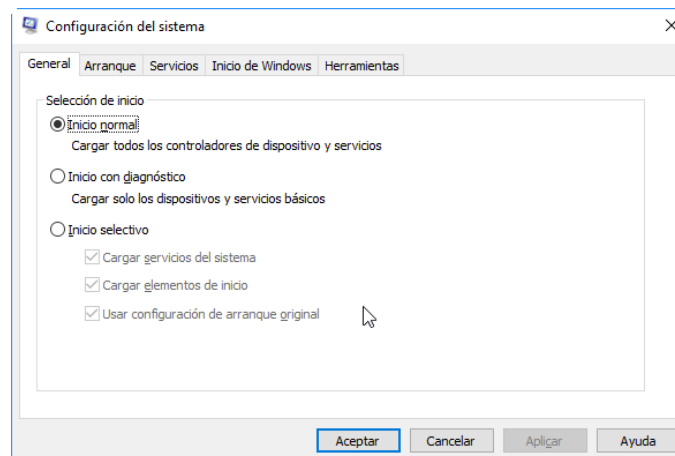 Configuración del sistema
General Arranque Servicios Inicio de Windows Herramientas
Selección de inicio
Inicio normal
Cargar todos los controladores de dispositivo y servicios
Inicio con diagnóstico
Cargar solo los dispositivos y servicios básicos
Inicio selectivo
Cargar servicios del sistema
Cargar elementos de inicio
Usar configuración de arranque original
Aceptar Cancelar Aplicar Ayuda